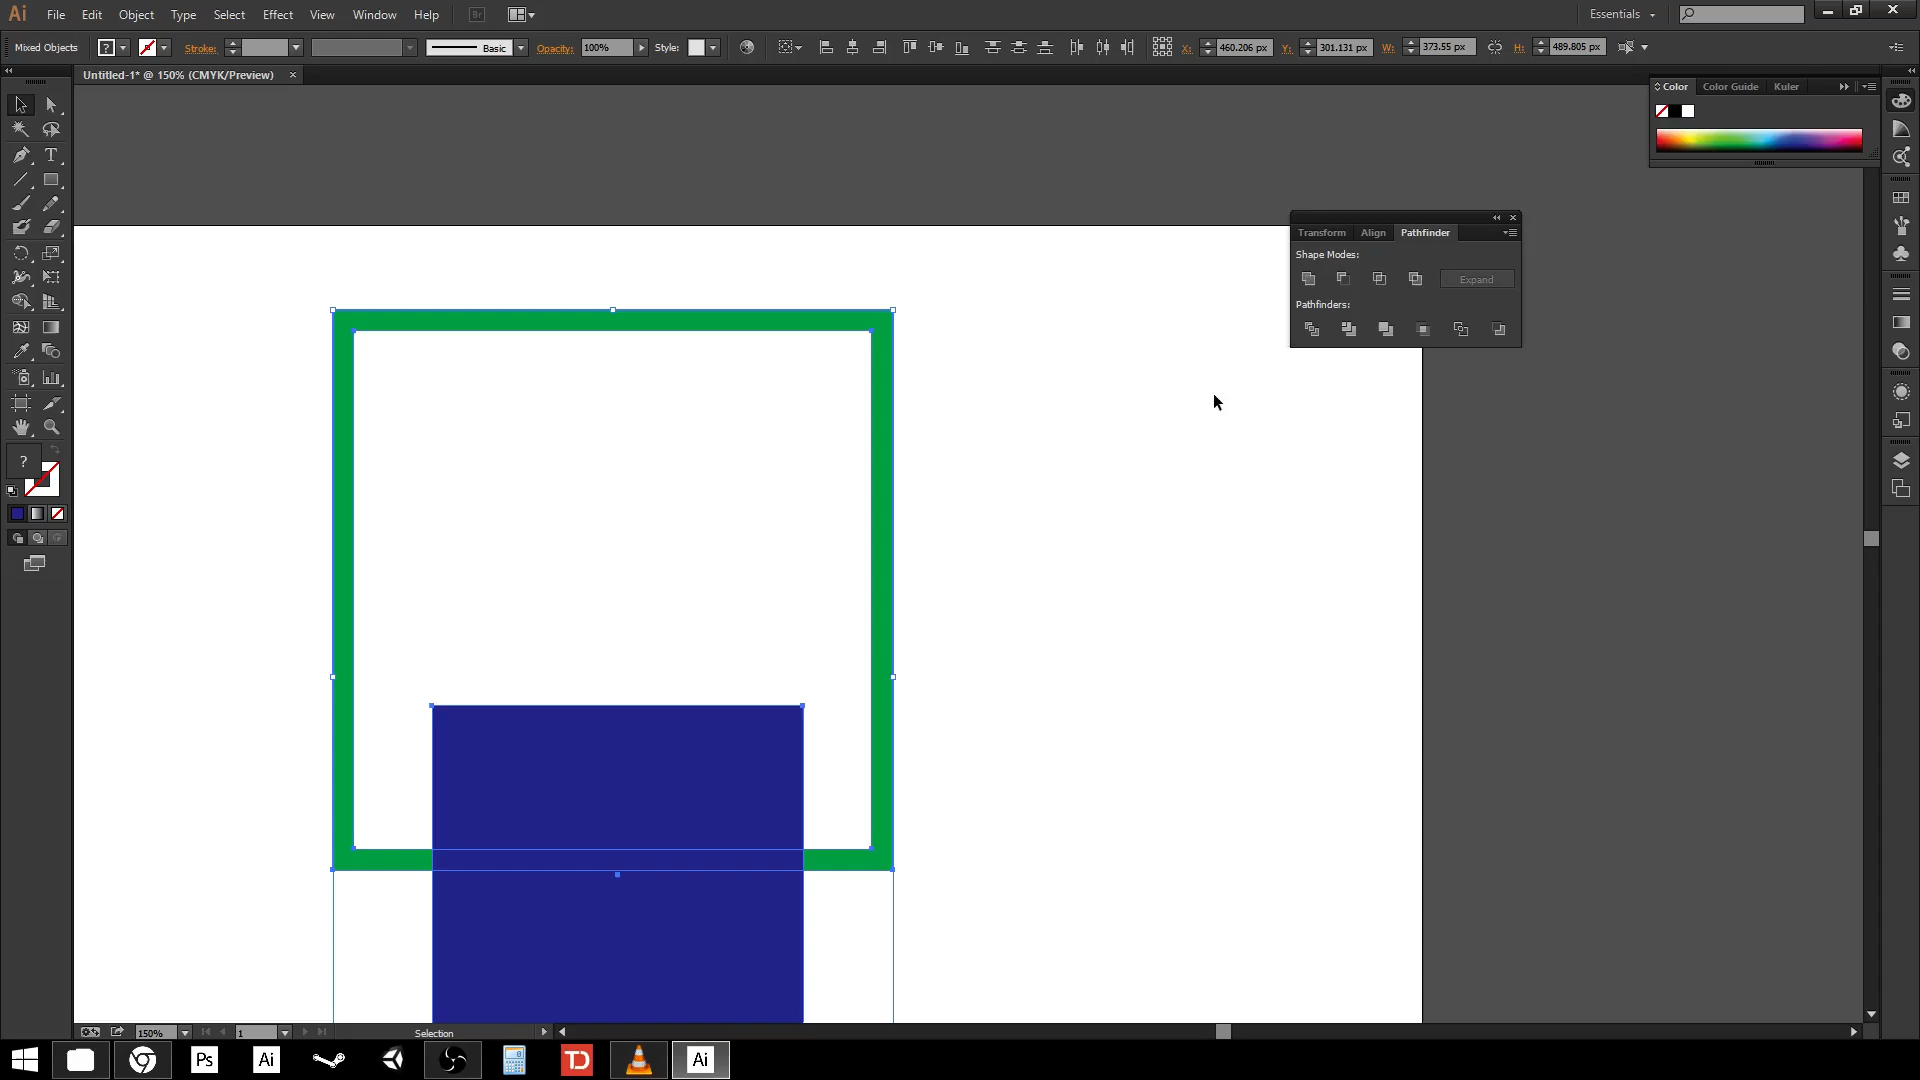 Ai File Edit Object Type Select Effect View Window Help Br Essentials
Mixed Objects ? Stroke: Basic Opacity: 100% Style: X: 460.206 px Y: 301.131 px W: 373.55 px H: 489.805 px
Untitled-1* @ 150% (CMYK/Preview) ×
Color Color Guide Kuler
Transform Align Pathfinder
Shape Modes:
Expand
Pathfinders:
T
?
150% 1 Selection
Ps Ai TD Ai